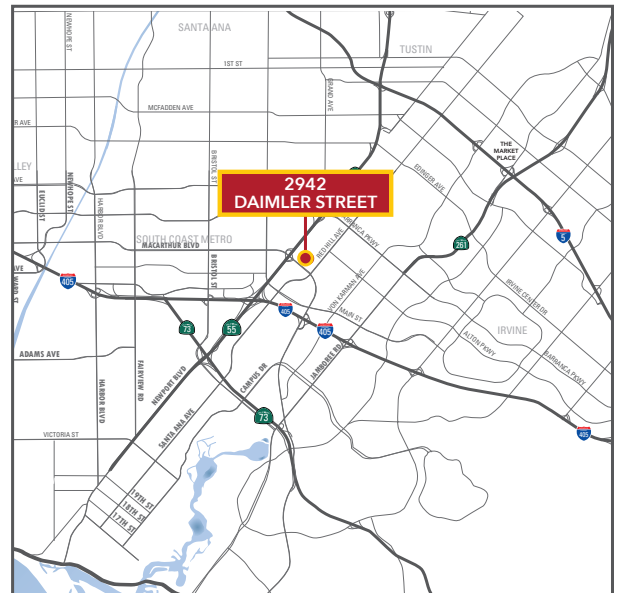 SANTA ANA
TUSTIN
1ST ST
MCFADDEN AVE
GRAND AVE
BRISTOL ST
THE
MARKET
PLACE
EDINGER AVE
NEWHOPE ST
EUCLID ST
HARBOR BLVD
2942
DAIMLER STREET
SOUTH COAST METRO
MACARTHUR BLVD
RED HILL AVE
261
5
405
BRISTOL ST
VON KARMAN AVE
MAIN ST
IRVINE CENTER DR
IRVINE
73
55
405
405
ALTON PKWY
BARRANCA PKWY
ADAMS AVE
FAIRVIEW
RD
NEWPORT BLVD
CAMPUS DR
JAMBOREE RD
HARBOR BLVD
SANTA ANA AVE
73
405
VICTORIA ST
19TH ST
18TH ST
17TH ST